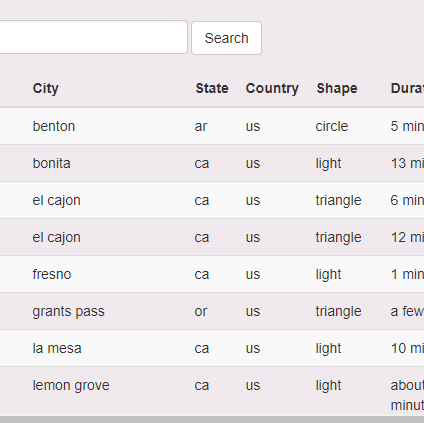 Search
City State Country Shape Durat
benton ar us circle 5 min
bonita ca us light 13 mi
el cajon ca us triangle 6 min
el cajon ca us triangle 12 mi
fresno ca us light 1 min
grants pass or us triangle a few
la mesa ca us light 10 mi
lemon grove ca us light about
minut